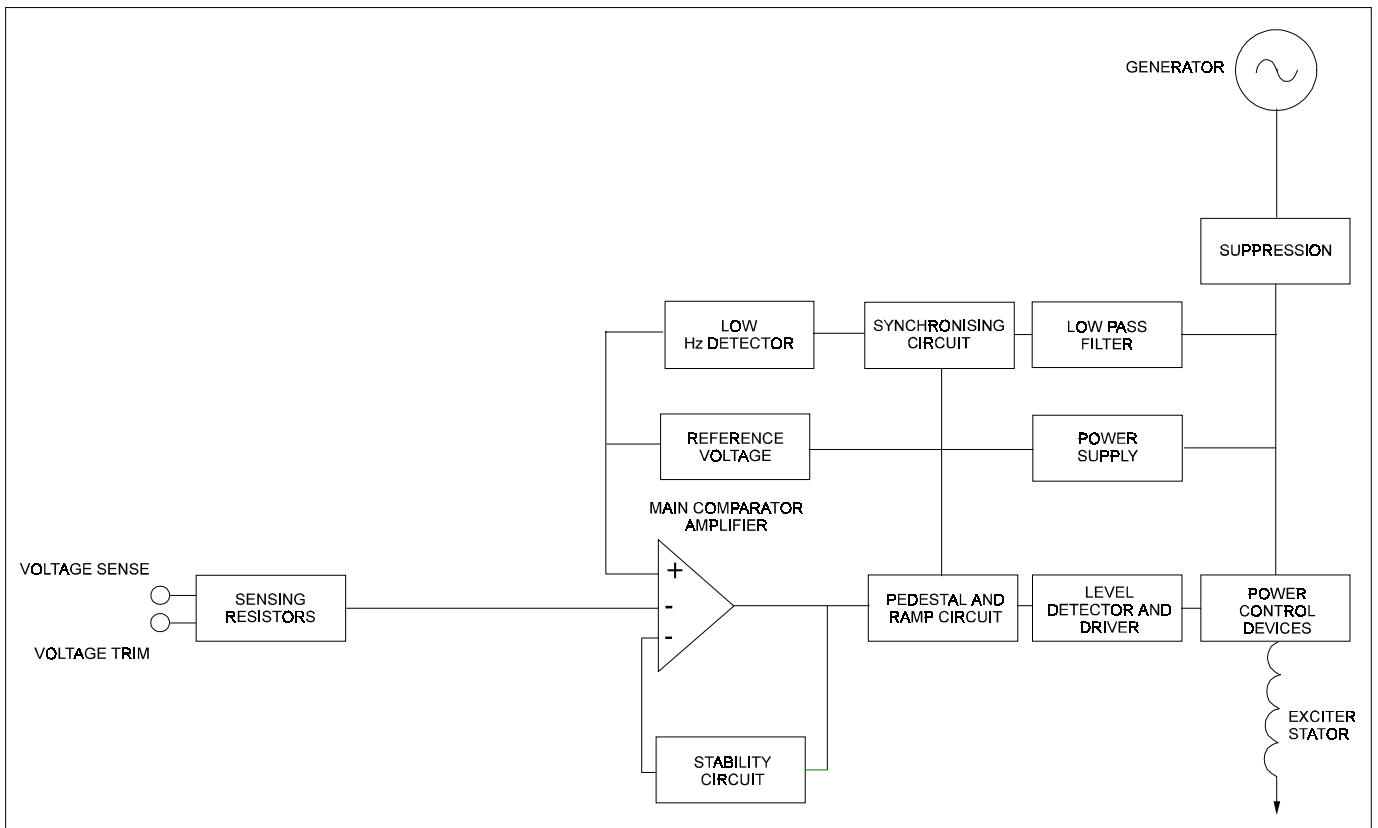 GENERATOR
SUPPRESSION
LOW
Hz DETECTOR
SYNCHRONISING
CIRCUIT
LOW PASS
FILTER
REFERENCE
VOLTAGE
POWER
SUPPLY
MAIN COMPARATOR
AMPLIFIER
VOLTAGE SENSE
VOLTAGE TRIM
SENSING
RESISTORS
+
-
-
PEDESTAL AND
RAMP CIRCUIT
LEVEL
DETECTOR AND
DRIVER
POWER
CONTROL
DEVICES
STABILITY
CIRCUIT
EXCITER
STATOR